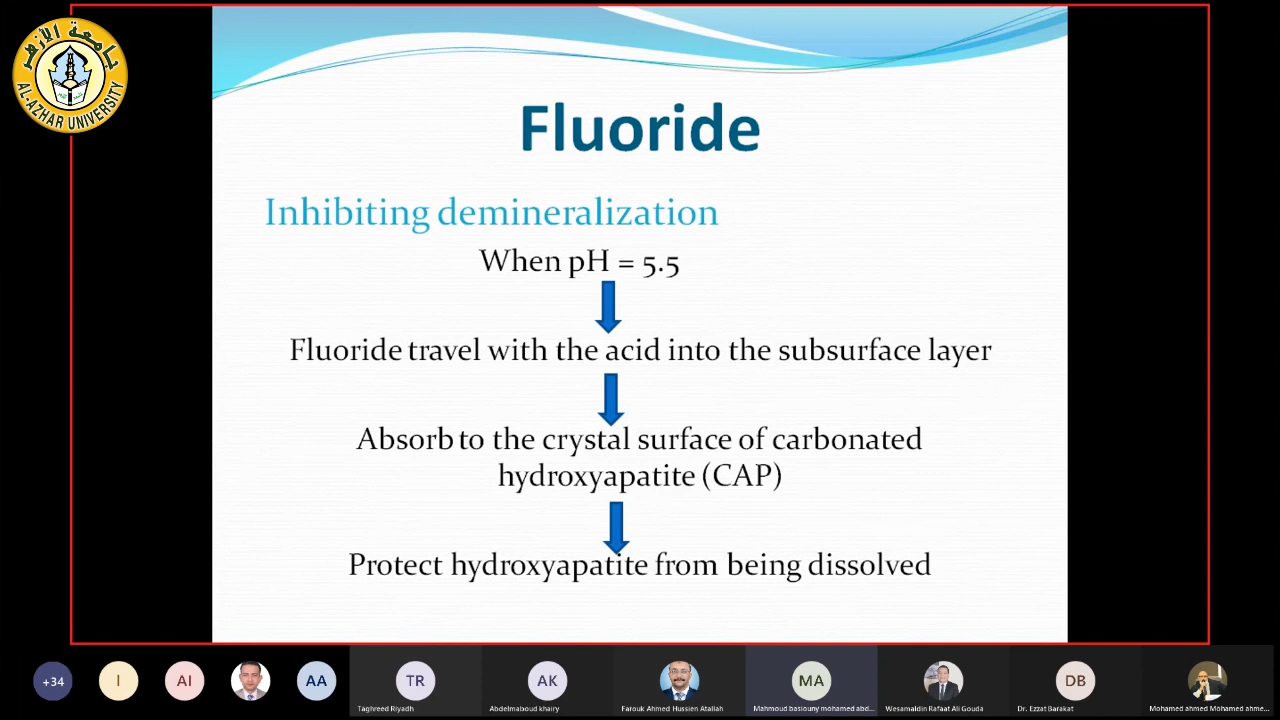 جامعة الأزهر
AL-AZHAR UNIVERSITY
Fluoride
Inhibiting demineralization
When pH = 5.5
Fluoride travel with the acid into the subsurface layer
Absorb to the crystal surface of carbonated
hydroxyapatite (CAP)
Protect hydroxyapatite from being dissolved
+34
I
AI
AA
TR
AK
MA
DB
Taghreed Riyadh
Abdelmaboud khairy
Farouk Ahmed Hussien Atallah
Mahmoud basiouny mohamed abd...
Wesamaldin Rafaat Ali Gouda
Dr. Ezzat Barakat
Mohamed ahmed Mohamed ahme...